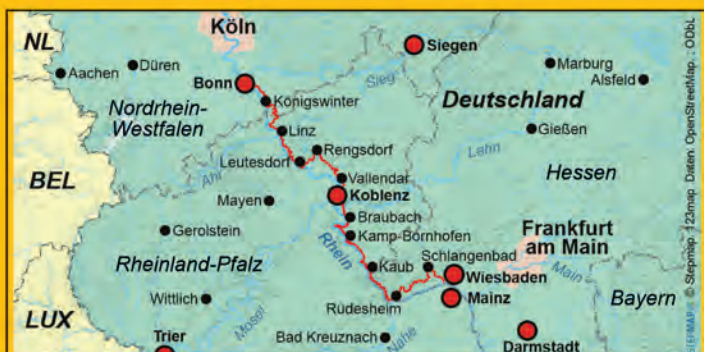 Köln
NL
Siegen
Aachen
Düren
Marburg
Alsfeld
Bonn
Sieg
Königswinter
Deutschland
Nordrhein-
Westfalen
Linz
Gießen
Rengsdorf
Lahn
Leutesdorf
Hessen
Ahr
Vallendar
BEL
Mayen
Koblenz
Braubach
Gerolstein
Kamp-Bornhofen
Frankfurt
am Main
Rhein
Schlangenbad
Rheinland-Pfalz
Kaub
Wiesbaden
Main
Wittlich
Rüdesheim
Mainz
Bayern
LUX
Mosel
Trier
Bad Kreuznach
Nahe
Darmstadt
STEPMAP © Stepmap, 123map Daten: OpenStreetMap, : ODbL